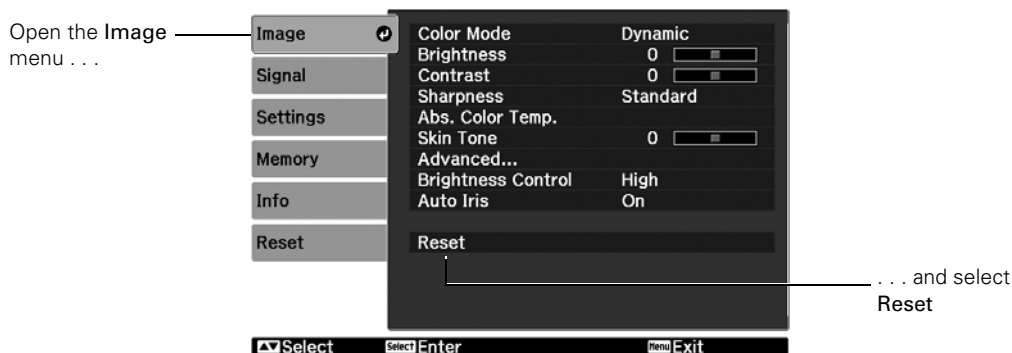 Open the Image
menu . . .
Image
Signal
Settings
Memory
Info
Reset
Color Mode Dynamic
Brightness 0
Contrast 0
Sharpness Standard
Abs. Color Temp.
Skin Tone 0
Advanced...
Brightness Control High
Auto Iris On
Reset
. . . and select
Reset
Select Select Enter Menu Exit